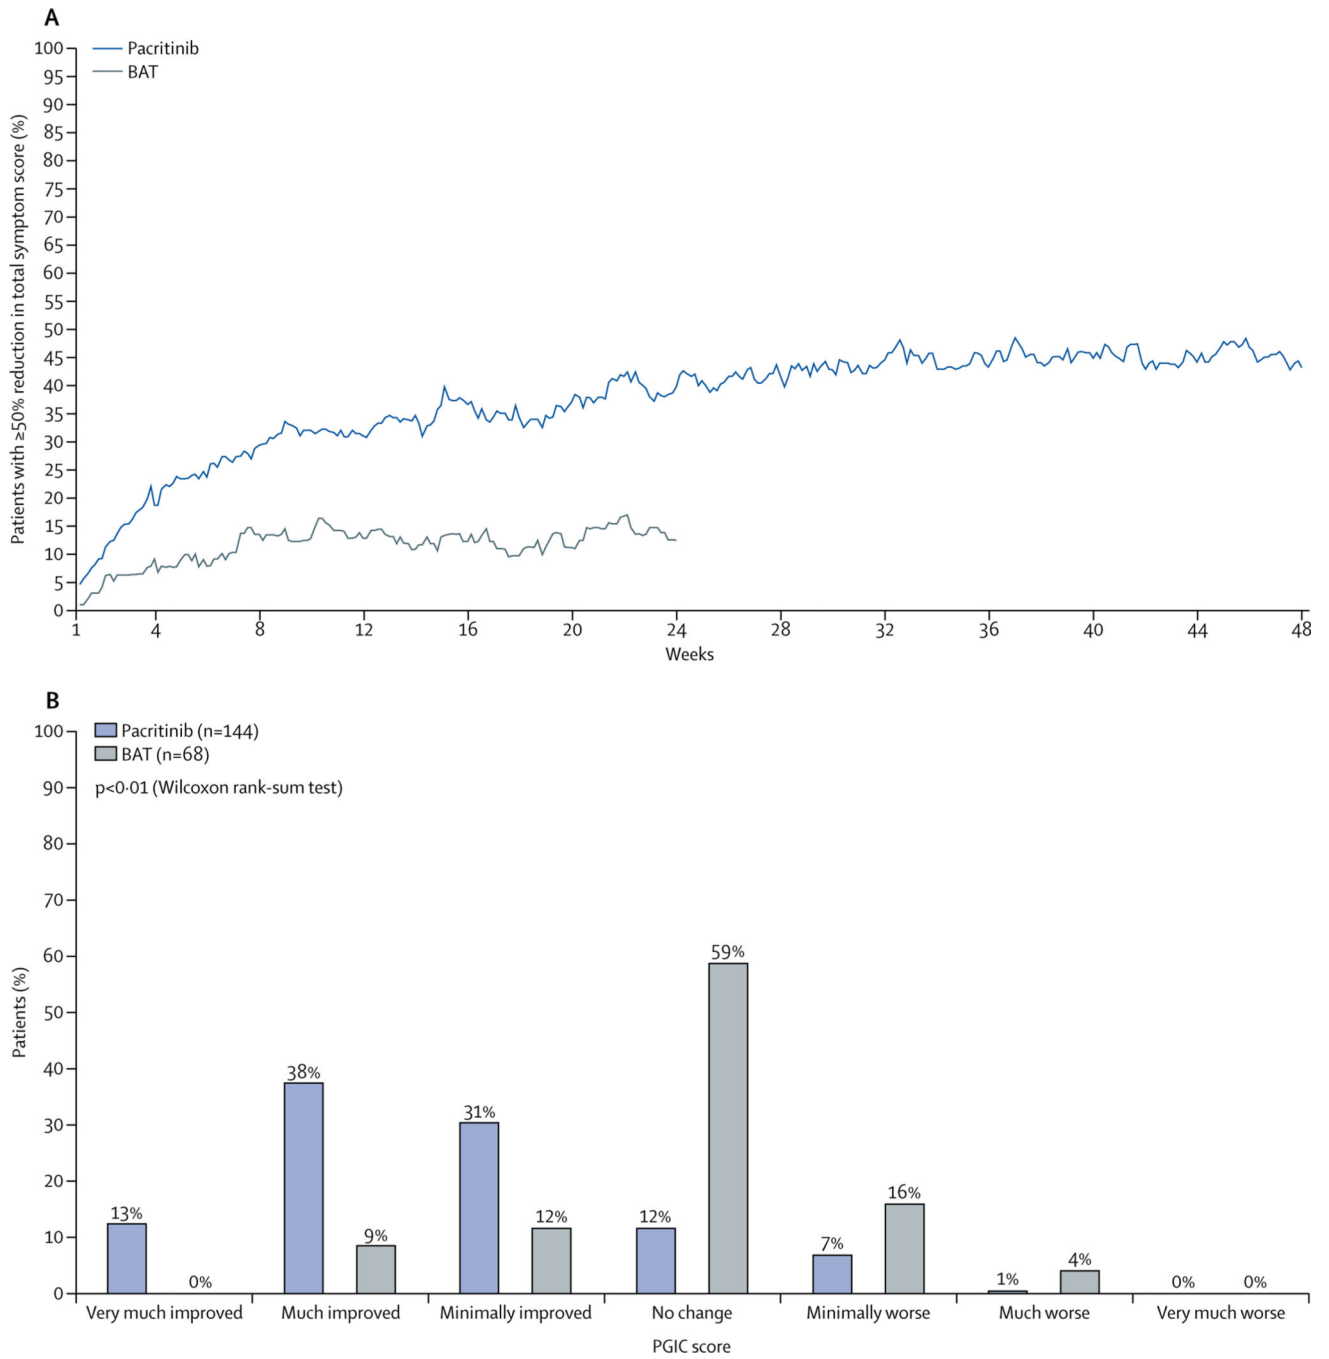 A
Pacritinib
BAT
Patients with ≥50% reduction in total symptom score (%)
100
95
90
85
80
75
70
65
60
55
50
45
40
35
30
25
20
15
10
5
0
1 4 8 12 16 20 24 28 32 36 40 44 48
Weeks
B
Pacritinib (n=144)
BAT (n=68)
p<0·01 (Wilcoxon rank-sum test)
Patients (%)
100
90
80
70
60
50
40
30
20
10
0
13% 0% 38% 9% 31% 12% 12% 59% 7% 16% 1% 4% 0% 0%
Very much improved Much improved Minimally improved No change Minimally worse Much worse Very much worse
PGIC score